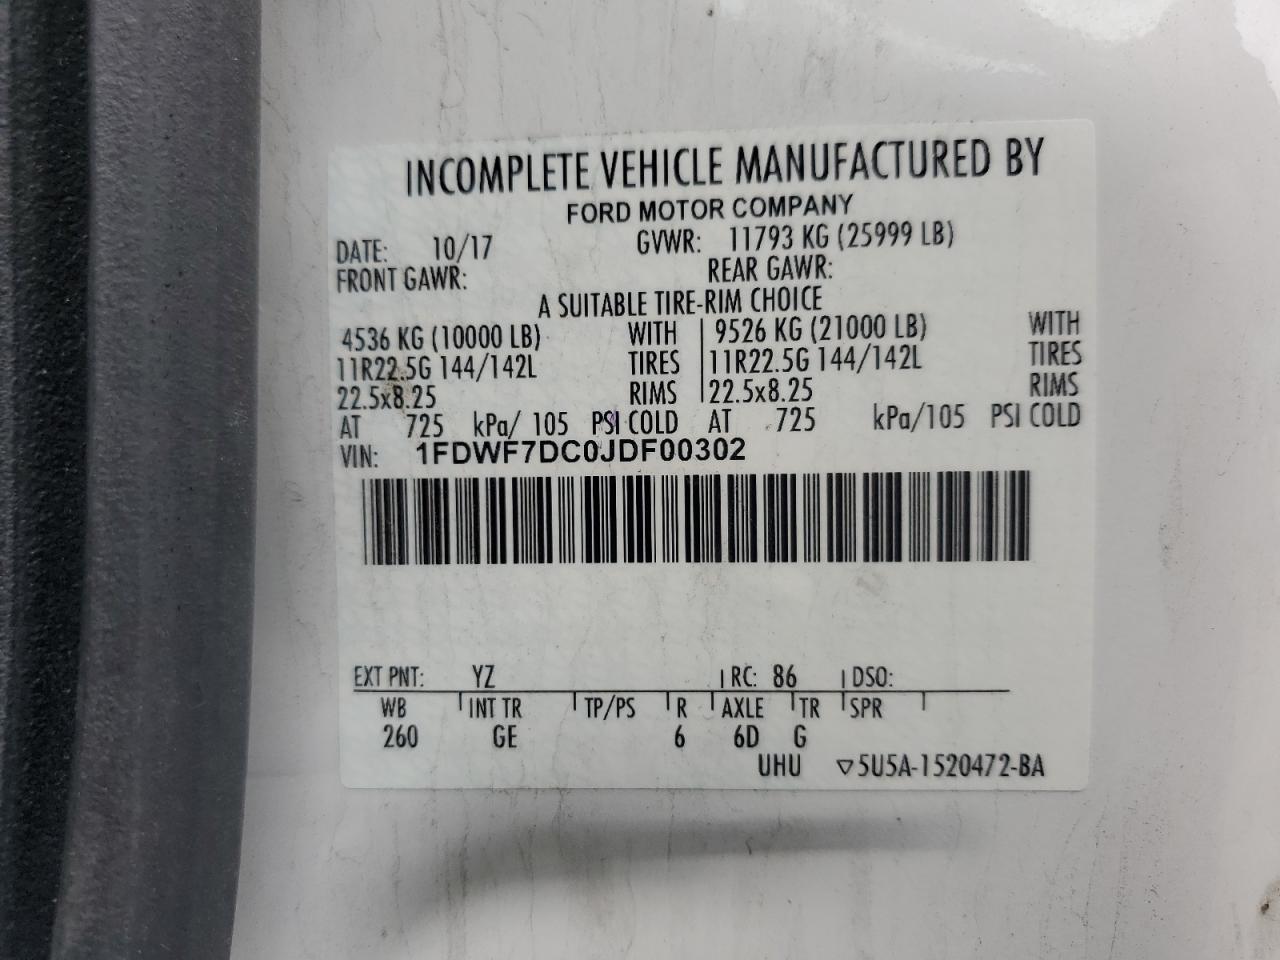 INCOMPLETE VEHICLE MANUFACTURED BY
FORD MOTOR COMPANY
DATE: 10/17 GVWR: 11793 KG (25999 LB)
FRONT GAWR: REAR GAWR:
A SUITABLE TIRE-RIM CHOICE
4536 KG (10000 LB) WITH 9526 KG (21000 LB) WITH
11R22.5G 144/142L TIRES 11R22.5G 144/142L TIRES
22.5x8.25 RIMS 22.5x8.25 RIMS
AT 725 kPa/ 105 PSI COLD AT 725 kPa/105 PSI COLD
VIN: 1FDWF7DC0JDF00302
EXT PNT: YZ RC: 86 DSO:
WB INT TR TP/PS R AXLE TR SPR
260 GE 6 6D G
UHU ▽5U5A-1520472-BA